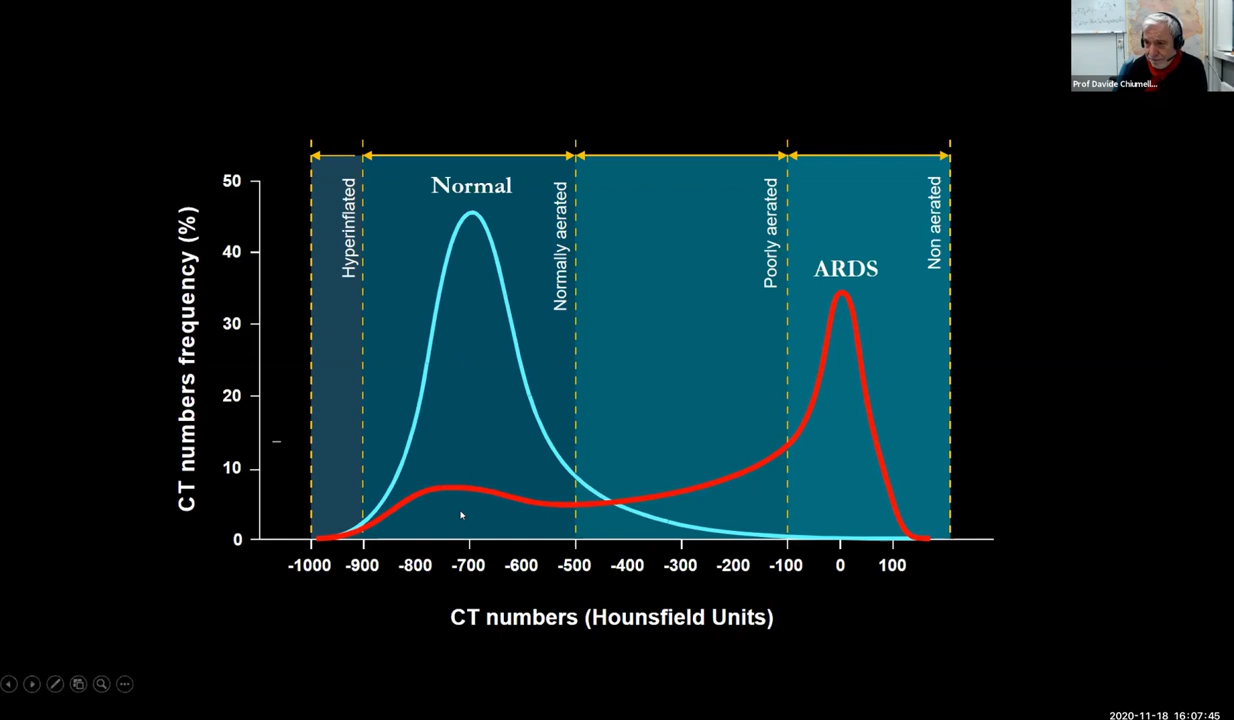 Prof Davide Chiumell...
Normal
ARDS
Hyperinflated
Normally aerated
Poorly aerated
Non aerated
CT numbers frequency (%)
50
40
30
20
10
0
-1000 -900 -800 -700 -600 -500 -400 -300 -200 -100 0 100
CT numbers (Hounsfield Units)
2020-11-18 16:07:45